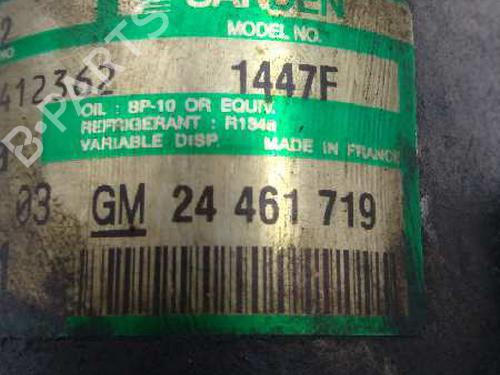 SANDEN
2
MODEL NO.
412362
1447F
OIL : SP-10 OR EQUIV.
REFRIGERANT : R134a
VARIABLE DISP.
MADE IN FRANCE
03 GM 24 461 719
B-PARTS